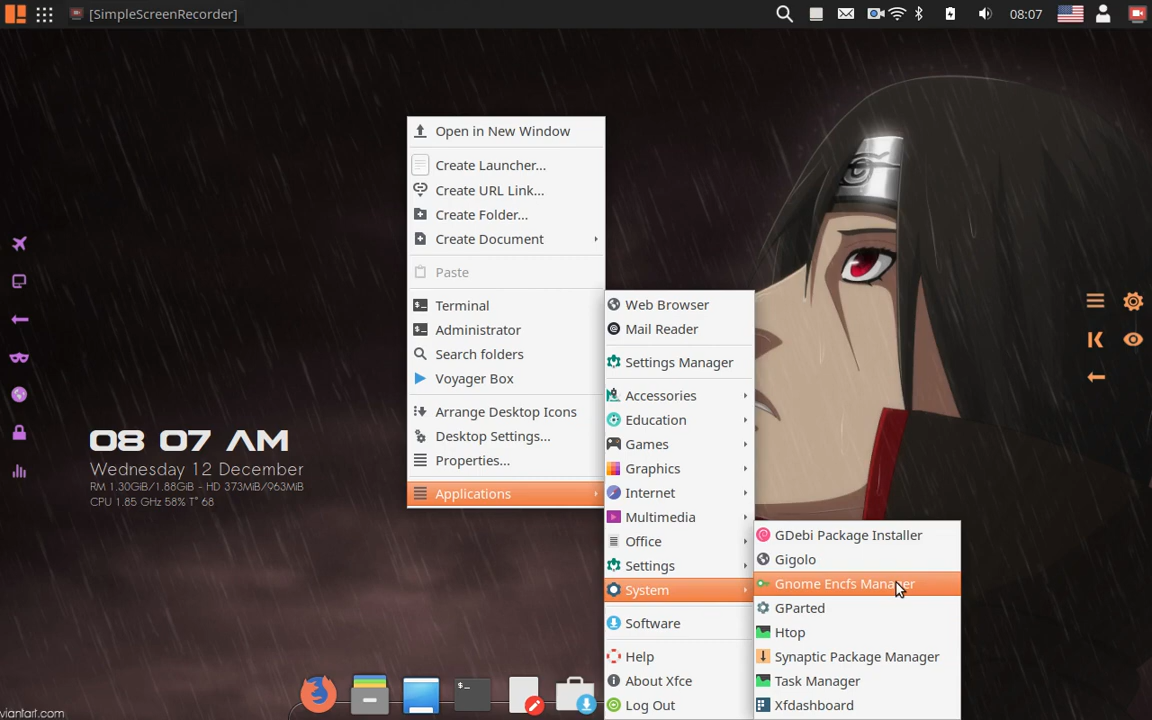 [SimpleScreenRecorder]
08:07
Open in New Window
Create Launcher...
Create URL Link...
Create Folder...
Create Document
Paste
Terminal
Administrator
Search folders
Voyager Box
Arrange Desktop Icons
Desktop Settings...
Properties...
Applications
Web Browser
Mail Reader
Settings Manager
Accessories
Education
Games
Graphics
Internet
Multimedia
Office
Settings
System
Software
Help
About Xfce
Log Out
GDebi Package Installer
Gigolo
Gnome Encfs Manager
GParted
Htop
Synaptic Package Manager
Task Manager
Xfdashboard
08 07 AM
Wednesday 12 December
RM 1.30GiB/1.88GiB - HD 373MiB/963MiB
CPU 1.85 GHz 58% T° 68
viantart.com